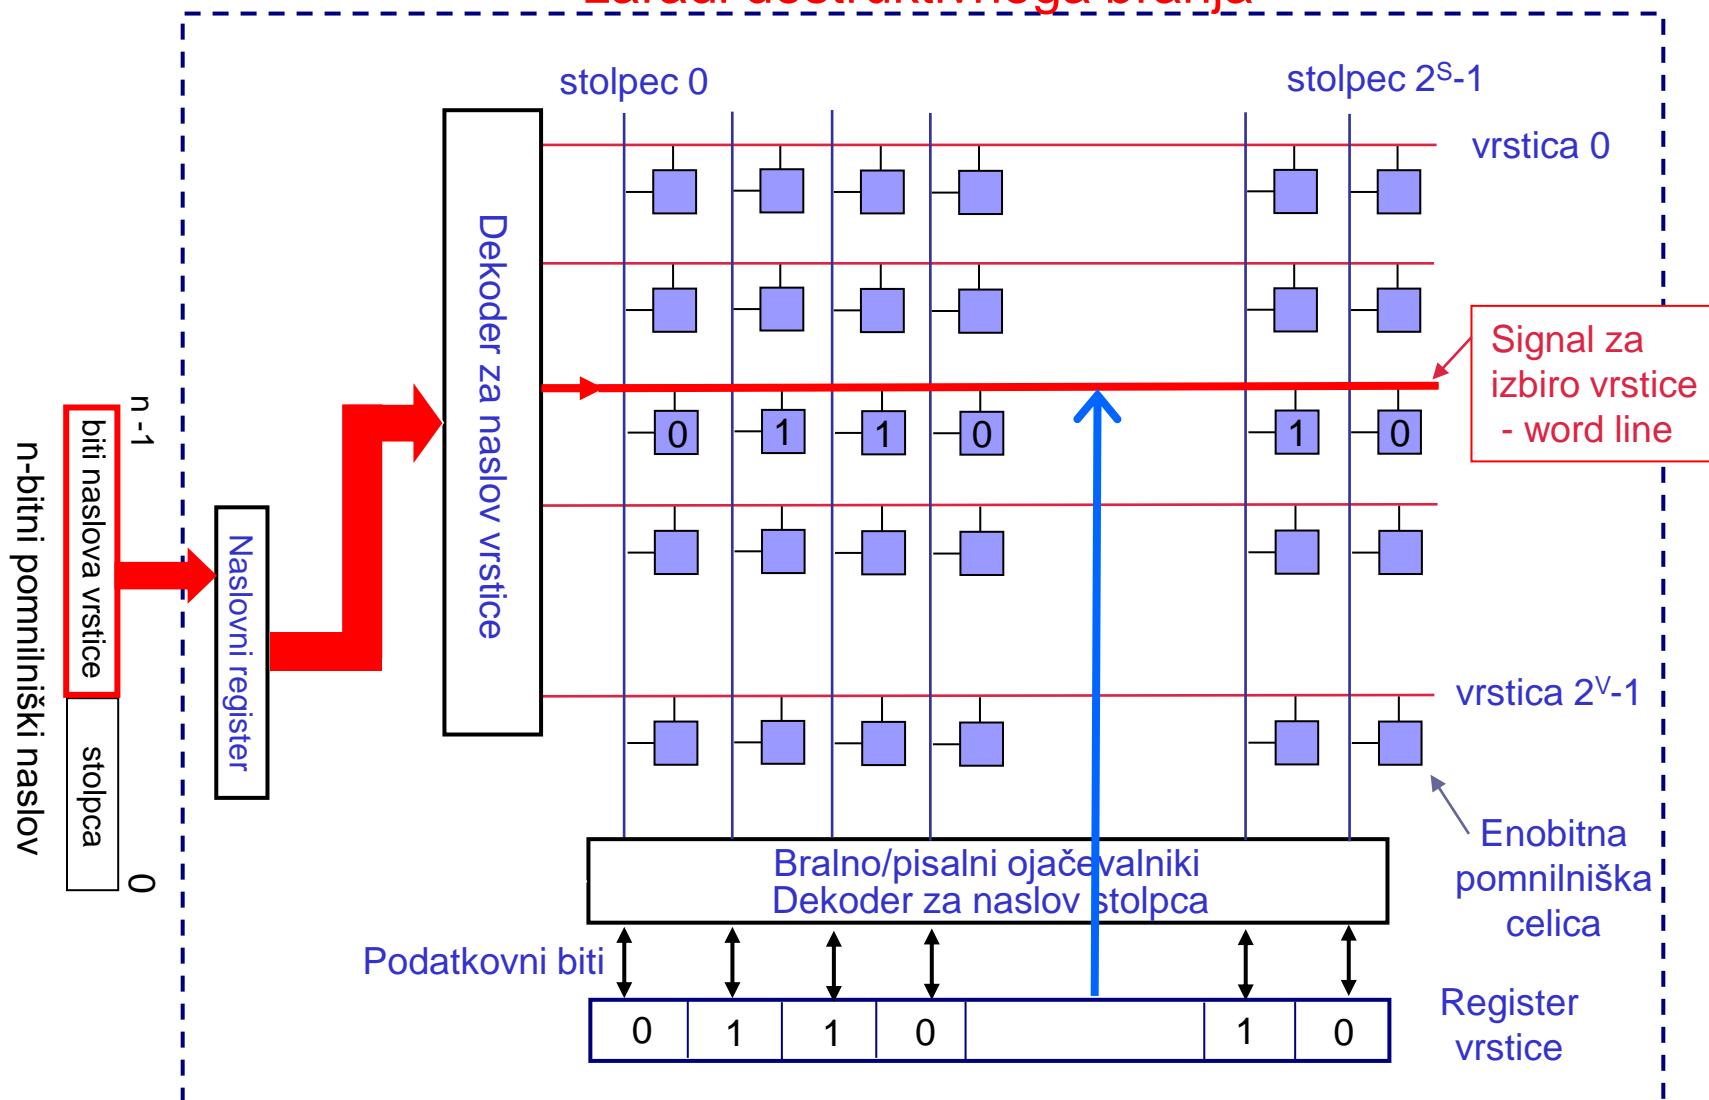 zaradi destruktivnega branja
stolpec 0
stolpec 2S-1
vrstica 0
Dekoder za naslov vrstice
Signal za
izbiro vrstice
- word line
0 1 1 0 1 0
n-bitni pomnilniški naslov
n -1
biti naslova vrstice
stolpca
0
Naslovni register
vrstica 2V-1
Enobitna
pomnilniška
celica
Bralno/pisalni ojačevalniki
Dekoder za naslov stolpca
Podatkovni biti
0 1 1 0 1 0
Register
vrstice